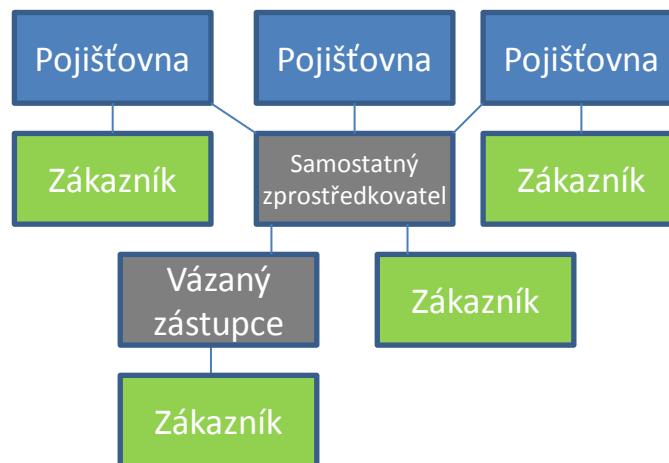 Pojišťovna
Pojišťovna
Pojišťovna
Zákazník
Samostatný
zprostředkovatel
Zákazník
Vázaný
zástupce
Zákazník
Zákazník